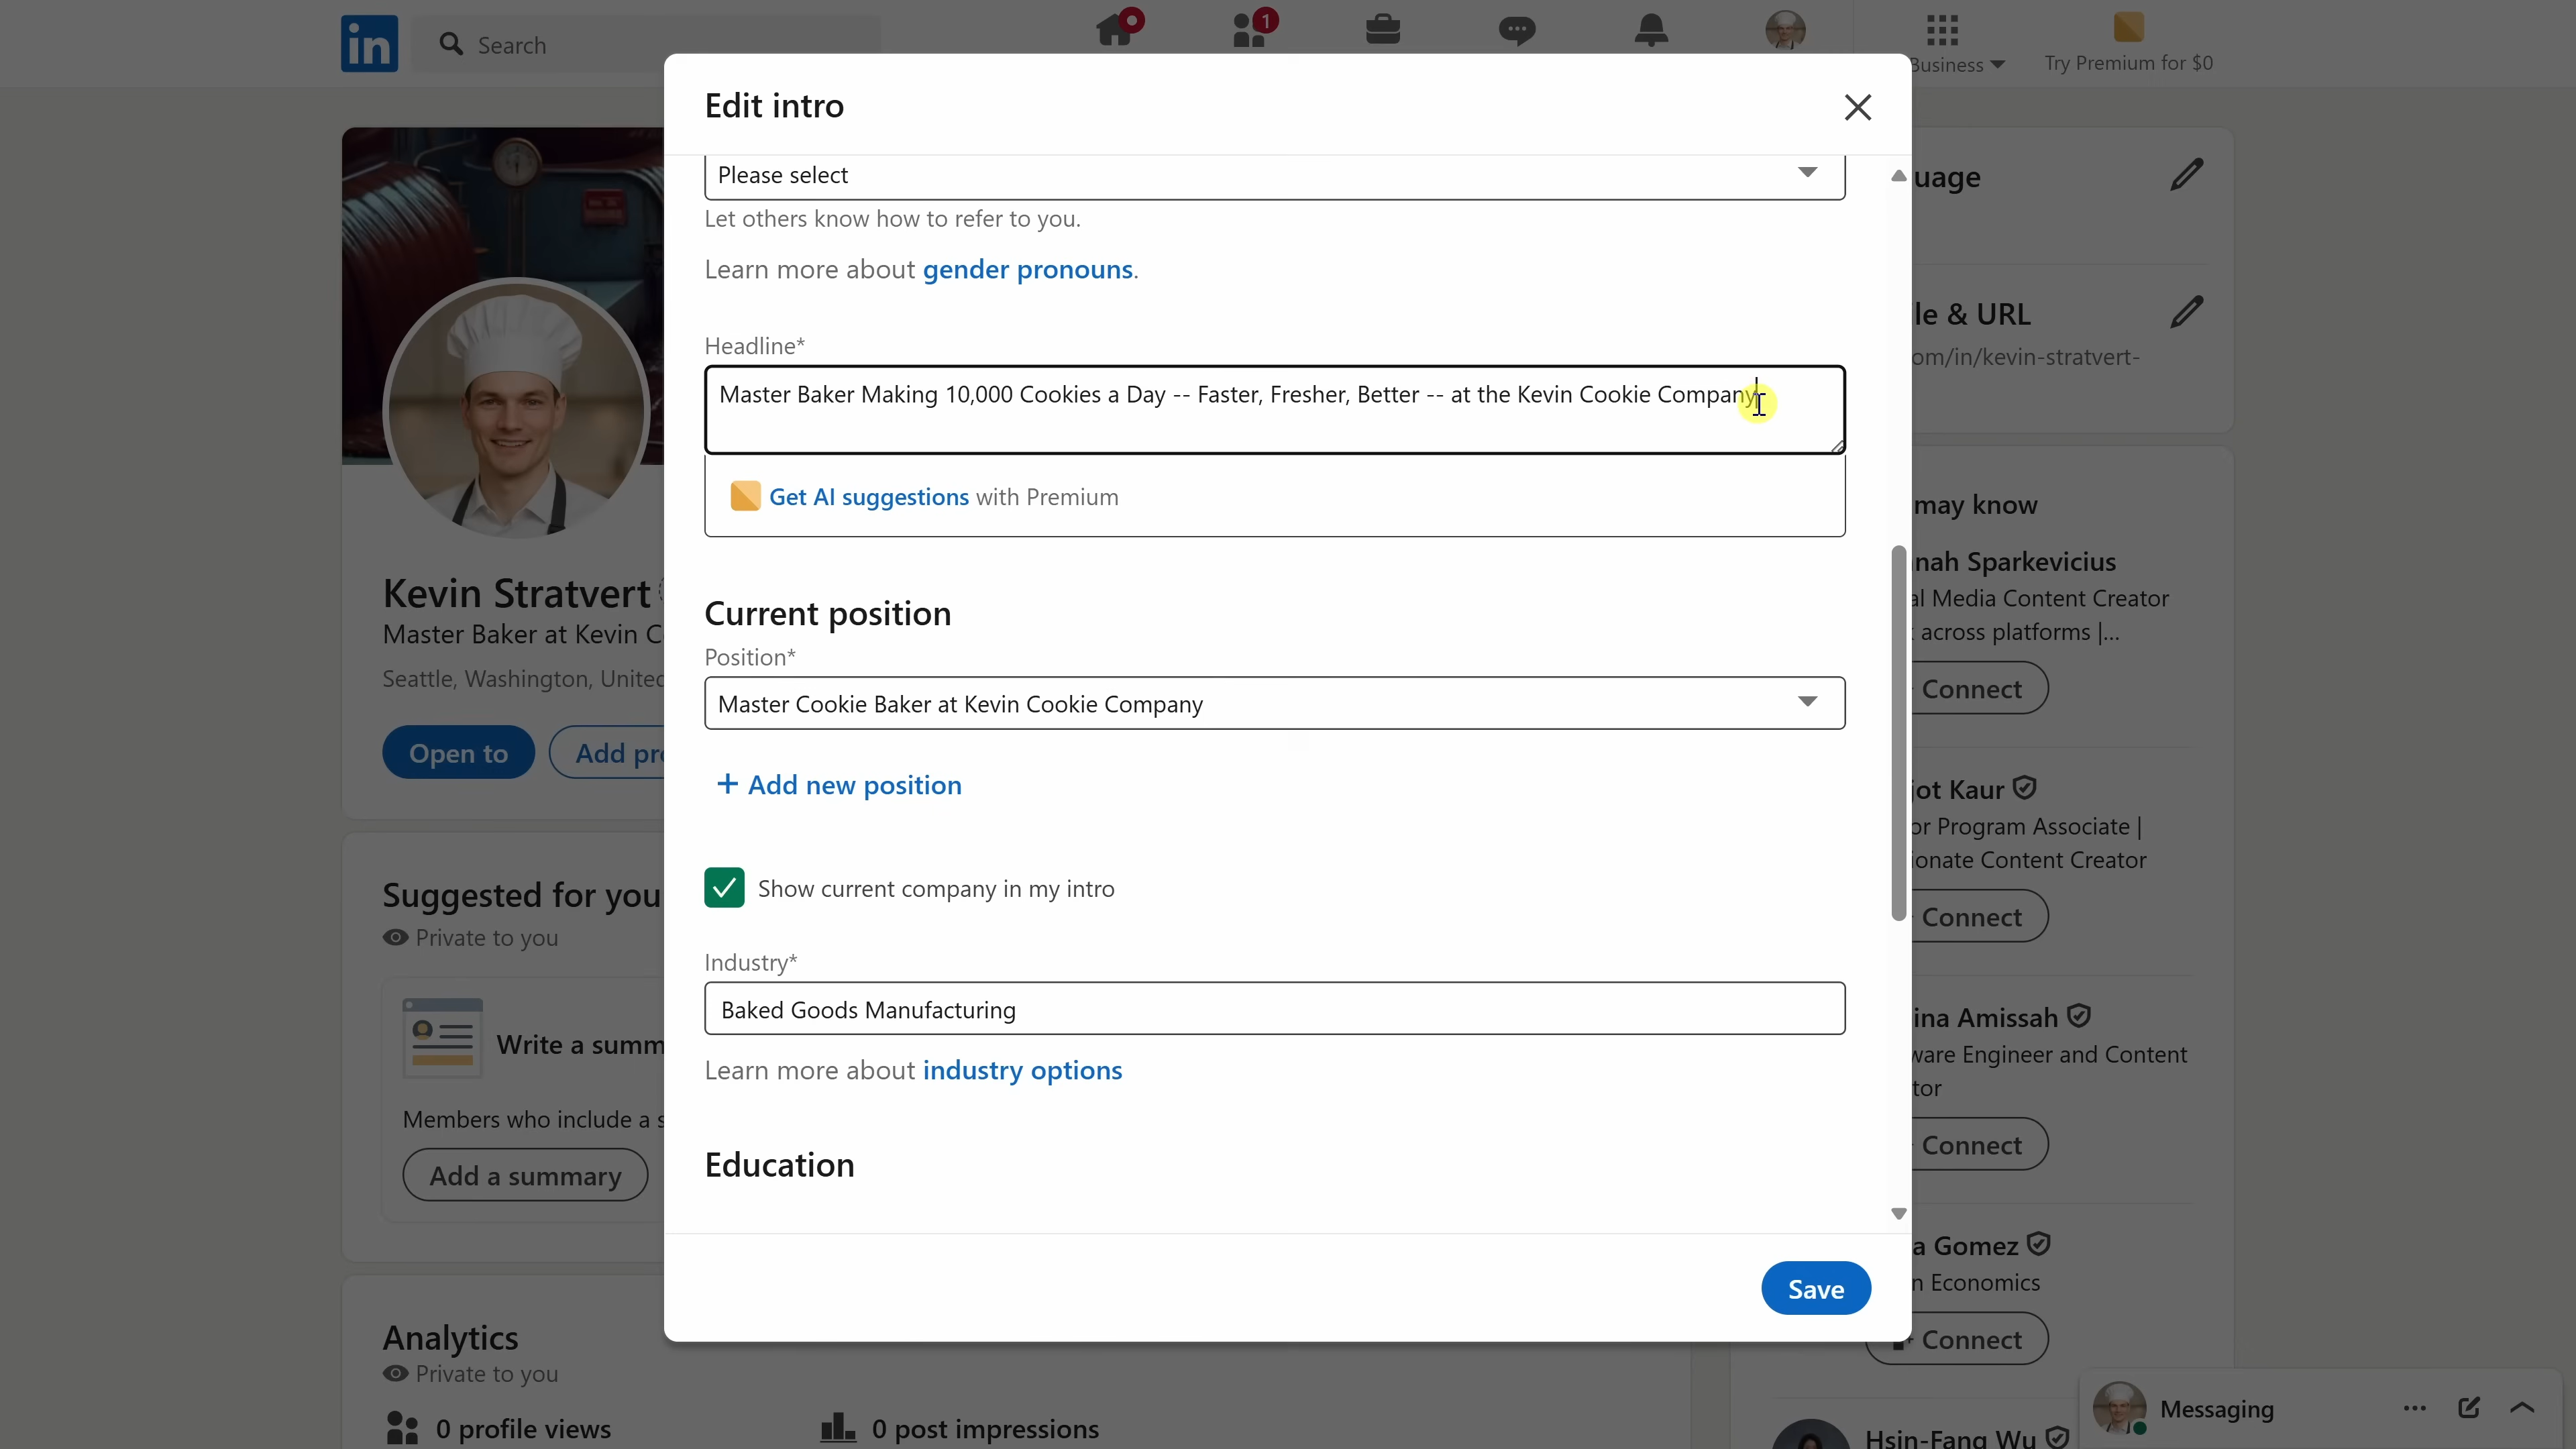 in
Search
1
Business
Try Premium for $0
Edit intro
Please select
Let others know how to refer to you.
Learn more about gender pronouns.
Headline*
Master Baker Making 10,000 Cookies a Day -- Faster, Fresher, Better -- at the Kevin Cookie Company
Get AI suggestions with Premium
Current position
Position*
Master Cookie Baker at Kevin Cookie Company
+ Add new position
Show current company in my intro
Industry*
Baked Goods Manufacturing
Learn more about industry options
Education
Save
Kevin Stratvert
Master Baker at Kevin C
Seattle, Washington, United
Open to
Add pro
Suggested for you
Private to you
Write a summ
Members who include a s
Add a summary
Analytics
Private to you
0 profile views
0 post impressions
uage
le & URL
om/in/kevin-stratvert-
may know
nah Sparkevicius
al Media Content Creator
across platforms |...
Connect
jot Kaur
or Program Associate |
ionate Content Creator
Connect
ina Amissah
ware Engineer and Content
tor
Connect
a Gomez
n Economics
Connect
Hsin-Fang Wu
Messaging